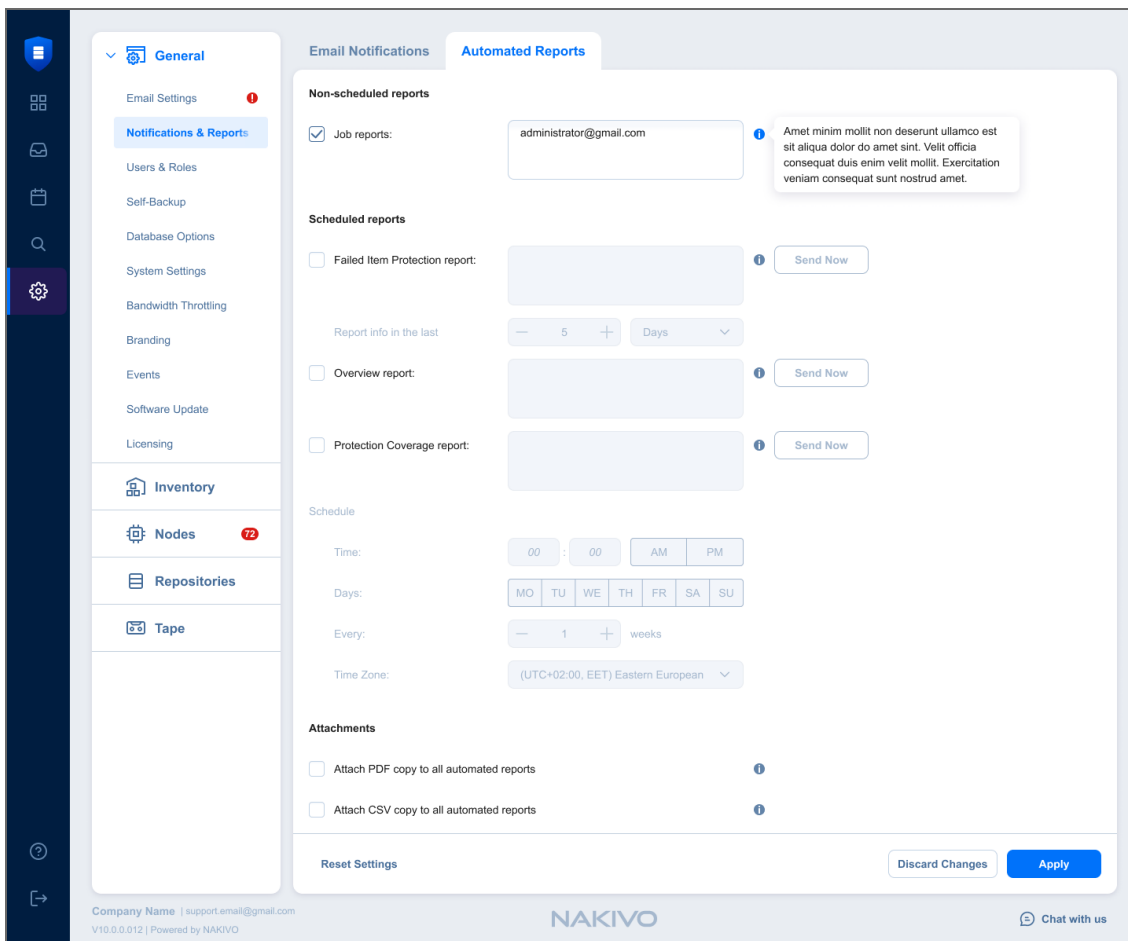 General
Email Settings
Notifications & Reports
Users & Roles
Self-Backup
Database Options
System Settings
Bandwidth Throttling
Branding
Events
Software Update
Licensing
Inventory
Nodes 72
Repositories
Tape
Email Notifications Automated Reports
Non-scheduled reports
Job reports: administrator@gmail.com
Amet minim mollit non deserunt ullamco est
sit aliqua dolor do amet sint. Velit officia
consequat duis enim velit mollit. Exercitation
veniam consequat sunt nostrud amet.
Scheduled reports
Failed Item Protection report: Send Now
Report info in the last 5 Days
Overview report: Send Now
Protection Coverage report: Send Now
Schedule
Time: 00 : 00 AM PM
Days: MO TU WE TH FR SA SU
Every: 1 weeks
Time Zone: (UTC+02:00, EET) Eastern European
Attachments
Attach PDF copy to all automated reports
Attach CSV copy to all automated reports
Reset Settings Discard Changes Apply
Company Name | support.email@gmail.com
V10.0.0.012 | Powered by NAKIVO
NAKIVO
Chat with us